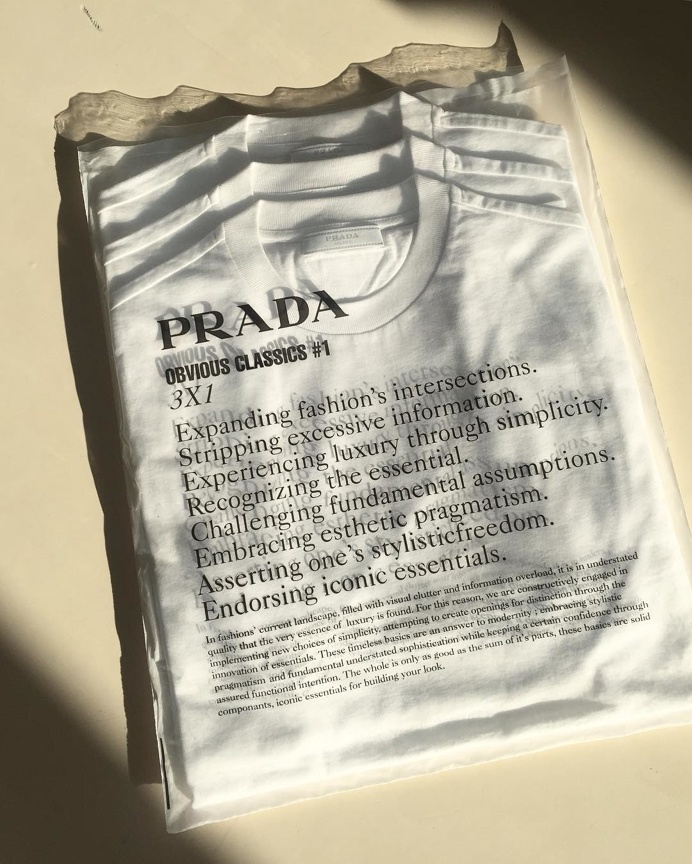 PRADA
PRADA
OBVIOUS CLASSICS #1
3X1
Expanding fashion's intersections.
Stripping excessive information.
Experiencing luxury through simplicity.
Recognizing the essential.
Challenging fundamental assumptions.
Embracing esthetic pragmatism.
Asserting one's stylisticfreedom.
Endorsing iconic essentials.
In fashions' current landscape, filled with visual clutter and information overload, it is in understated
quality that the very essence of luxury is found. For this reason, we are constructively engaged in
implementing new choices of simplicity, attempting to create openings for distinction through the
innovation of essentials. These timeless basics are an answer to modernity ; embracing stylistic
pragmatism and fundamental understated sophistication while keeping a certain confidence through
assured functional intention. The whole is only as good as the sum of it's parts, these basics are solid
componants, iconic essentials for building your look.